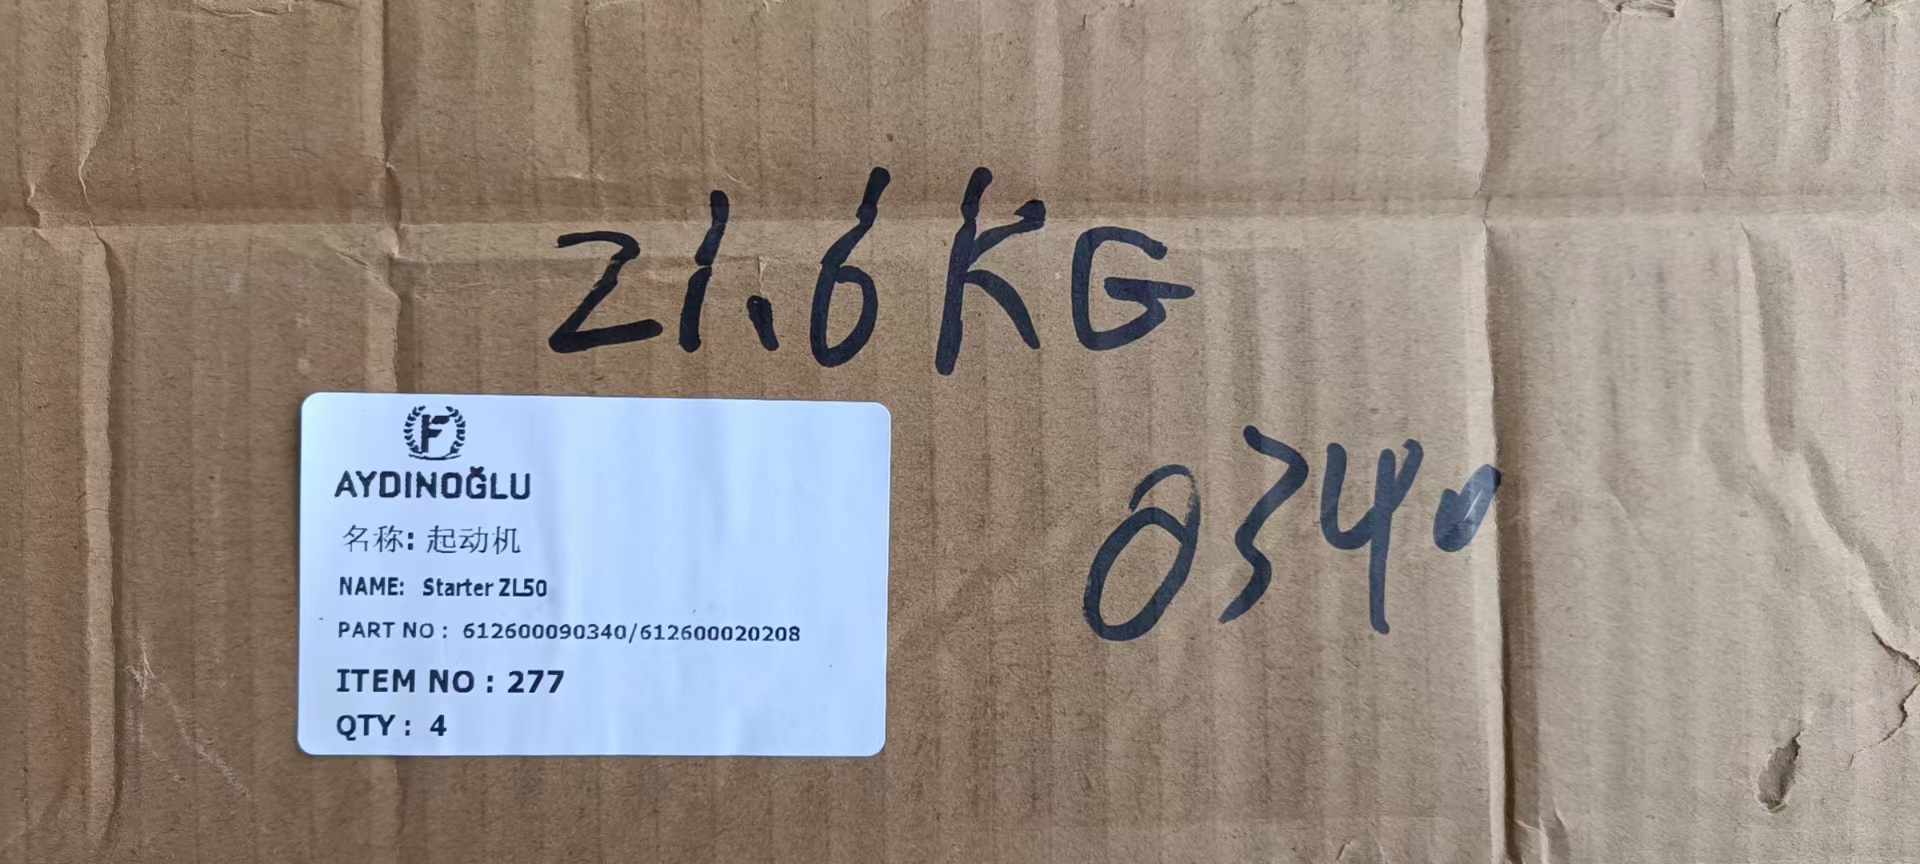 21.6KG
F
AYDINOĞLU
名称: 起动机
NAME: Starter ZL50
PART NO : 612600090340/612600020208
ITEM NO : 277
QTY : 4
0340